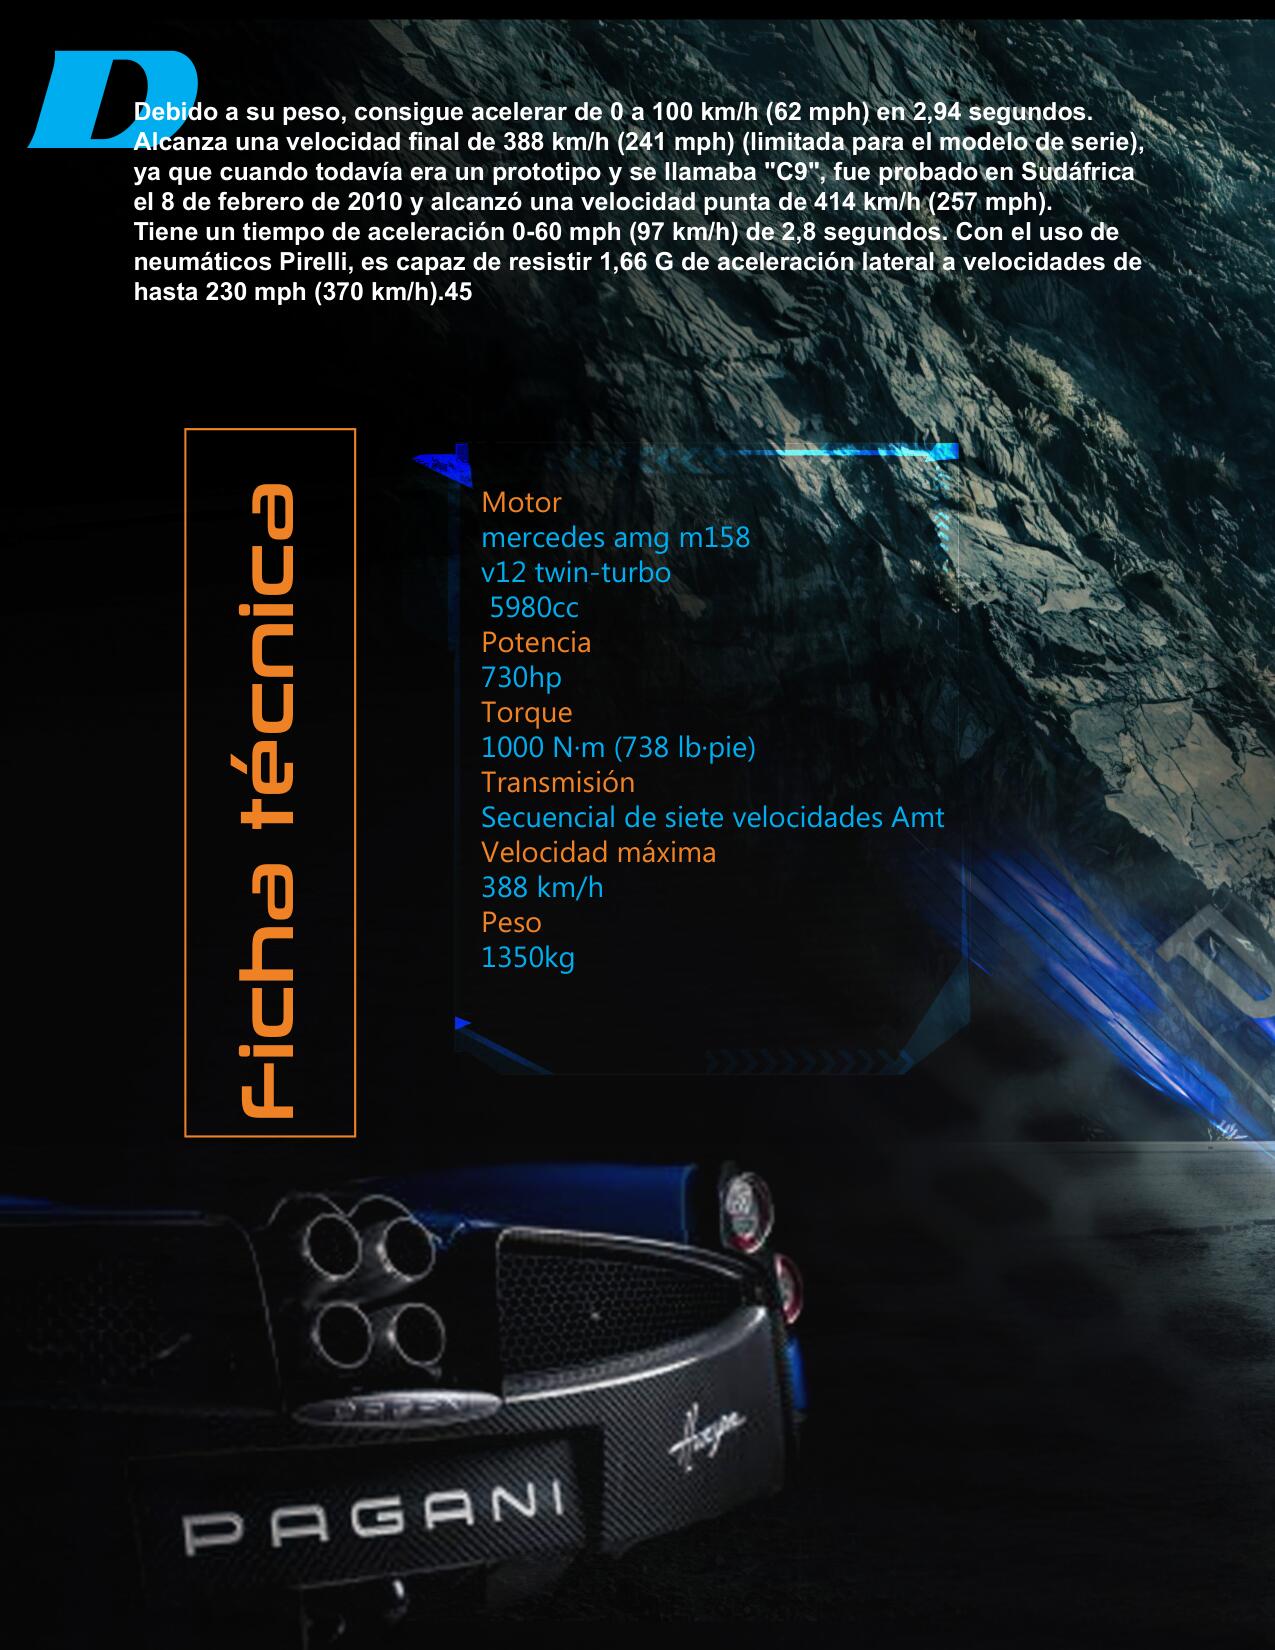 D
Debido a su peso, consigue acelerar de 0 a 100 km/h (62 mph) en 2,94 segundos.
Alcanza una velocidad final de 388 km/h (241 mph) (limitada para el modelo de serie),
ya que cuando todavía era un prototipo y se llamaba "C9", fue probado en Sudáfrica
el 8 de febrero de 2010 y alcanzó una velocidad punta de 414 km/h (257 mph).
Tiene un tiempo de aceleración 0-60 mph (97 km/h) de 2,8 segundos. Con el uso de
neumáticos Pirelli, es capaz de resistir 1,66 G de aceleración lateral a velocidades de
hasta 230 mph (370 km/h).45
Ficha técnica
Motor
mercedes amg m158
v12 twin-turbo
5980cc
Potencia
730hp
Torque
1000 N·m (738 lb·pie)
Transmisión
Secuencial de siete velocidades Amt
Velocidad máxima
388 km/h
Peso
1350kg
Huayra
PAGANI